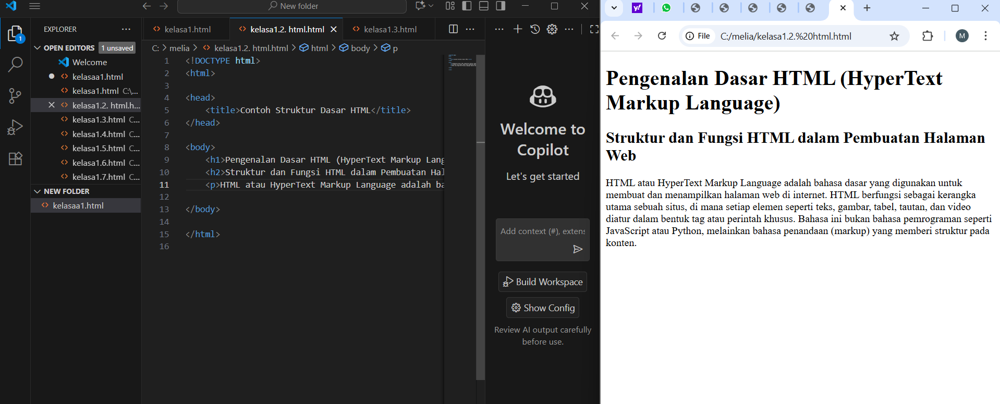 New folder
EXPLORER
OPEN EDITORS 1 unsaved
Welcome
kelasaa1.html
kelasa1.html C:\...
kelasa1.2. html.h...
kelasa1.3.html C...
kelasa1.4.html C...
kelasa1.5.html C...
kelasa1.6.html C...
kelasa1.7.html C...
NEW FOLDER
kelasaa1.html
1
kelasa1.html
kelasa1.2. html.html
kelasa1.3.html
C: > melia > kelasa1.2. html.html > html > body > p
1 <!DOCTYPE html>
2 <html>
3
4 <head>
5 <title>Contoh Struktur Dasar HTML</title>
6 </head>
7
8 <body>
9 <h1>Pengenalan Dasar HTML (HyperText Markup Lang
10 <h2>Struktur dan Fungsi HTML dalam Pembuatan Hal
11 <p>HTML atau HyperText Markup Language adalah ba
12
13 </body>
14
15 </html>
16
Welcome to
Copilot
Let's get started
Add context (#), extens
Build Workspace
Show Config
Review AI output carefully
before use.
y!
File C:/melia/kelasa1.2.%20html.html
M
Pengenalan Dasar HTML (HyperText
Markup Language)
Struktur dan Fungsi HTML dalam Pembuatan Halaman
Web
HTML atau HyperText Markup Language adalah bahasa dasar yang digunakan untuk
membuat dan menampilkan halaman web di internet. HTML berfungsi sebagai kerangka
utama sebuah situs, di mana setiap elemen seperti teks, gambar, tabel, tautan, dan video
diatur dalam bentuk tag atau perintah khusus. Bahasa ini bukan bahasa pemrograman seperti
JavaScript atau Python, melainkan bahasa penandaan (markup) yang memberi struktur pada
konten.